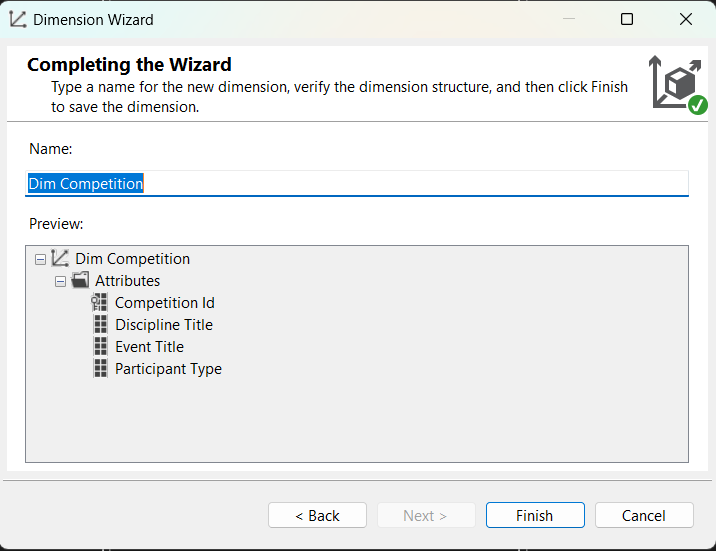 Dimension Wizard
Completing the Wizard
Type a name for the new dimension, verify the dimension structure, and then click Finish
to save the dimension.
Name:
Dim Competition
Preview:
Dim Competition
Attributes
Competition Id
Discipline Title
Event Title
Participant Type
< Back
Next >
Finish
Cancel